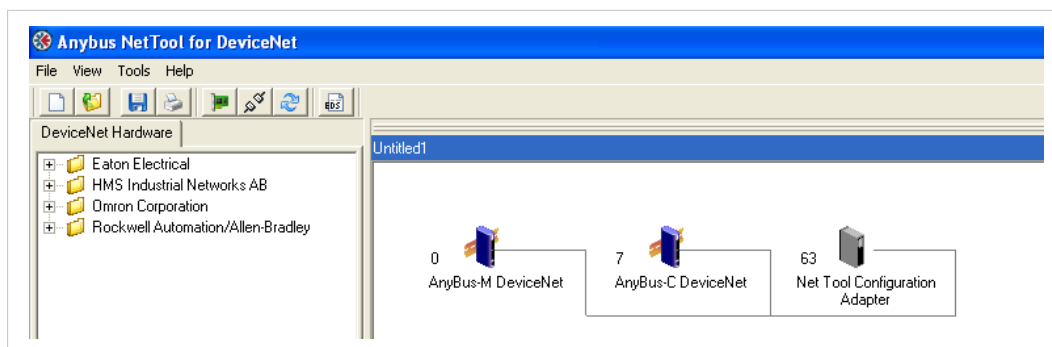 Anybus NetTool for DeviceNet
File View Tools Help
EDS
DeviceNet Hardware
Untitled1
Eaton Electrical
HMS Industrial Networks AB
Omron Corporation
Rockwell Automation/Allen-Bradley
0
AnyBus-M DeviceNet
7
AnyBus-C DeviceNet
63
Net Tool Configuration
Adapter